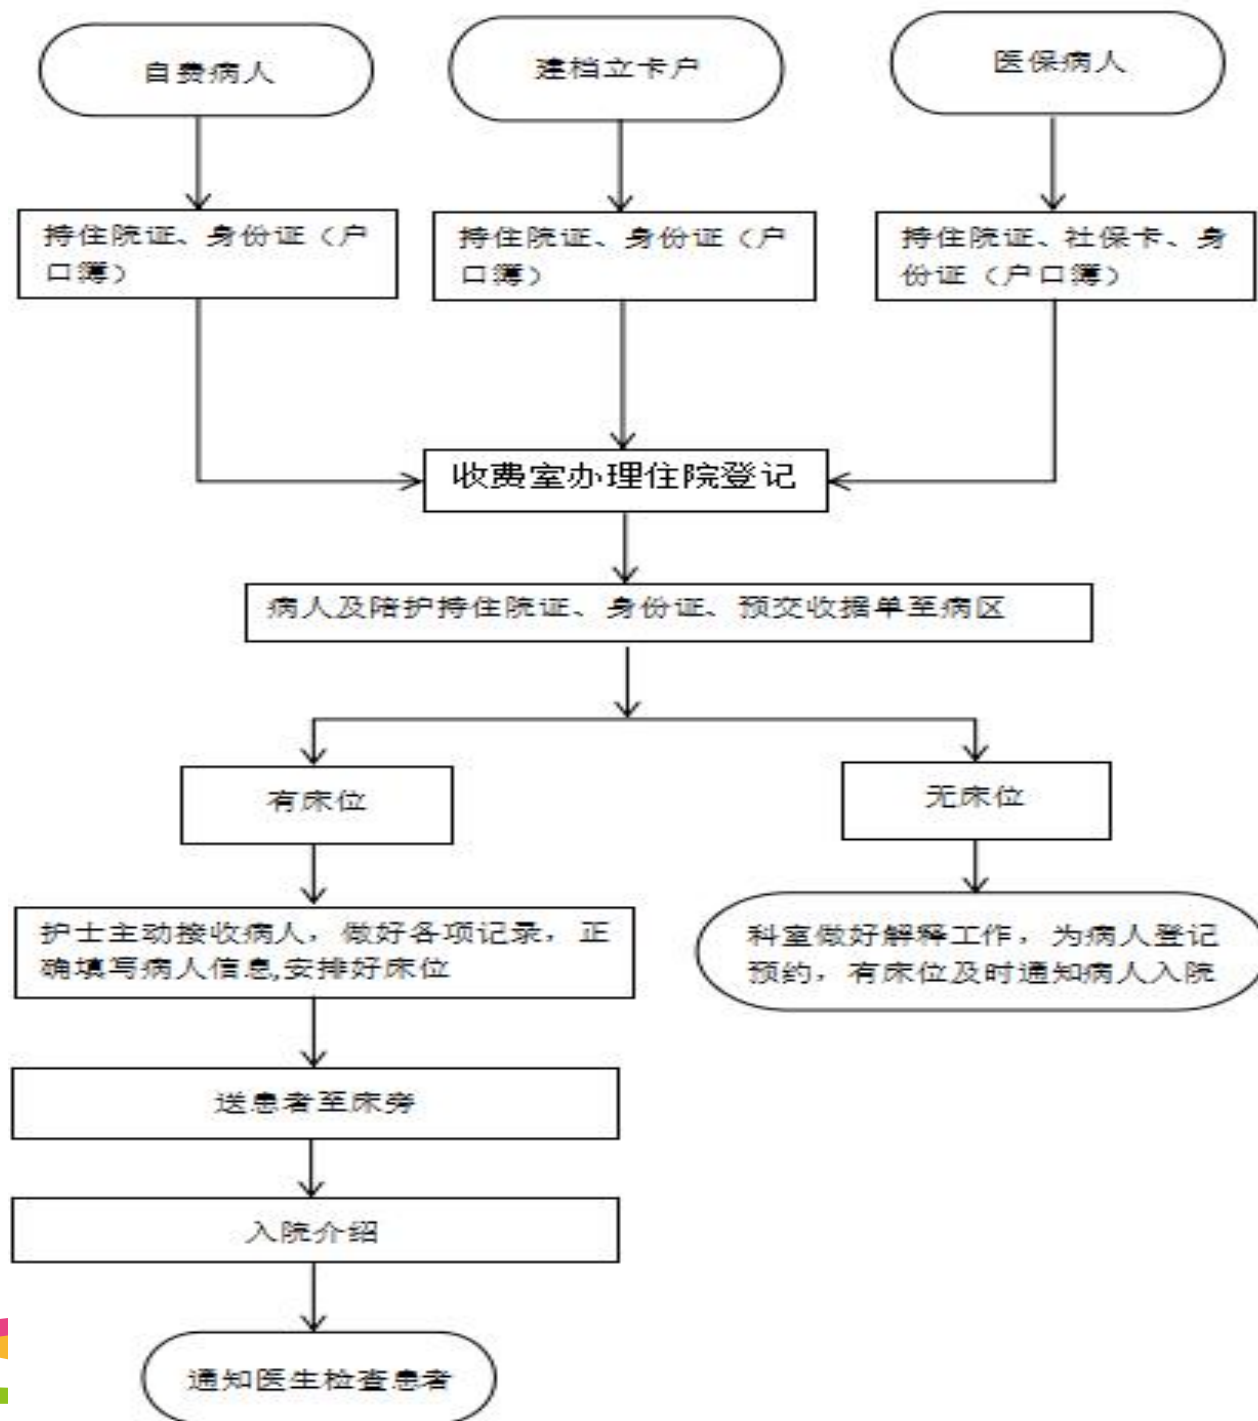 自费病人
建档立卡户
医保病人
持住院证、身份证（户
口簿）
持住院证、身份证（户
口簿）
持住院证、社保卡、身
份证（户口簿）
收费室办理住院登记
病人及陪护持住院证、身份证、预交收据单至病区
有床位
无床位
护士主动接收病人，做好各项记录，正
确填写病人信息,安排好床位
科室做好解释工作，为病人登记
预约，有床位及时通知病人入院
送患者至床旁
入院介绍
通知医生检查患者